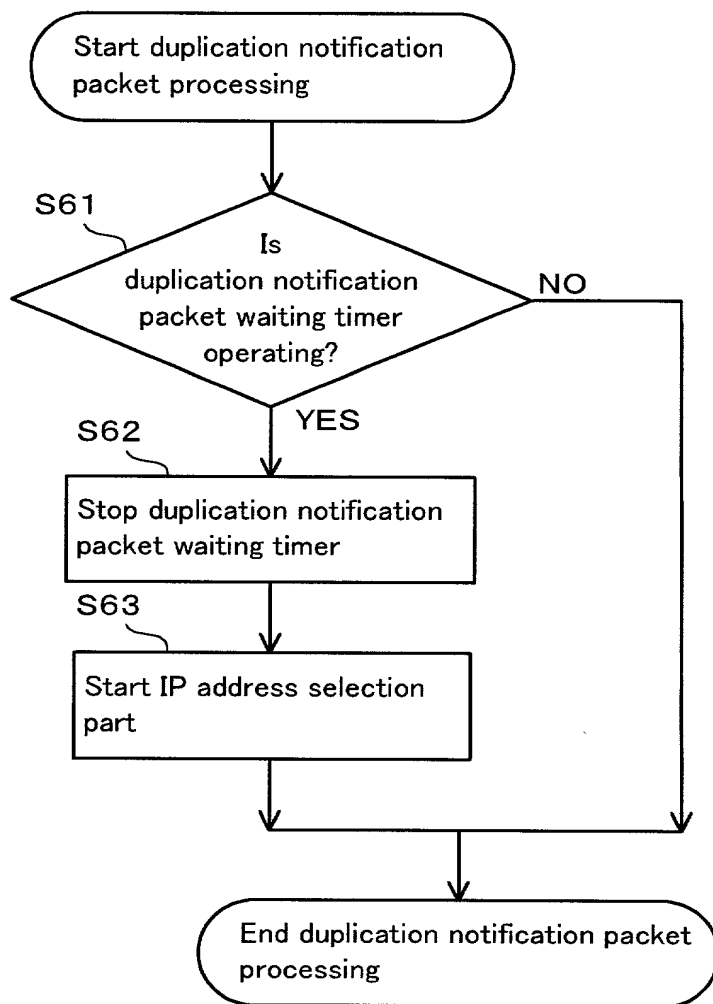 Start duplication notification
packet processing
S61
Is
duplication notification
packet waiting timer
operating?
NO
YES
S62
Stop duplication notification
packet waiting timer
S63
Start IP address selection
part
End duplication notification packet
processing